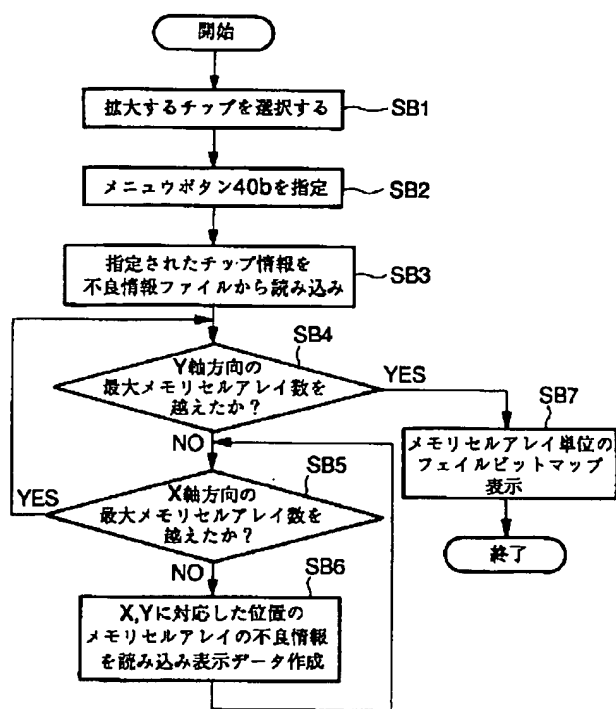 開始
拡大するチップを選択する
SB1
メニュウボタン40bを指定
SB2
指定されたチップ情報を
不良情報ファイルから読み込み
SB3
SB4
Y軸方向の
最大メモリセルアレイ数を
越えたか?
YES
NO
SB7
メモリセルアレイ単位の
フェイルビットマップ
表示
終了
SB5
YES
X軸方向の
最大メモリセルアレイ数を
越えたか?
NO
SB6
X,Yに対応した位置の
メモリセルアレイの不良情報
を読み込み表示データ作成